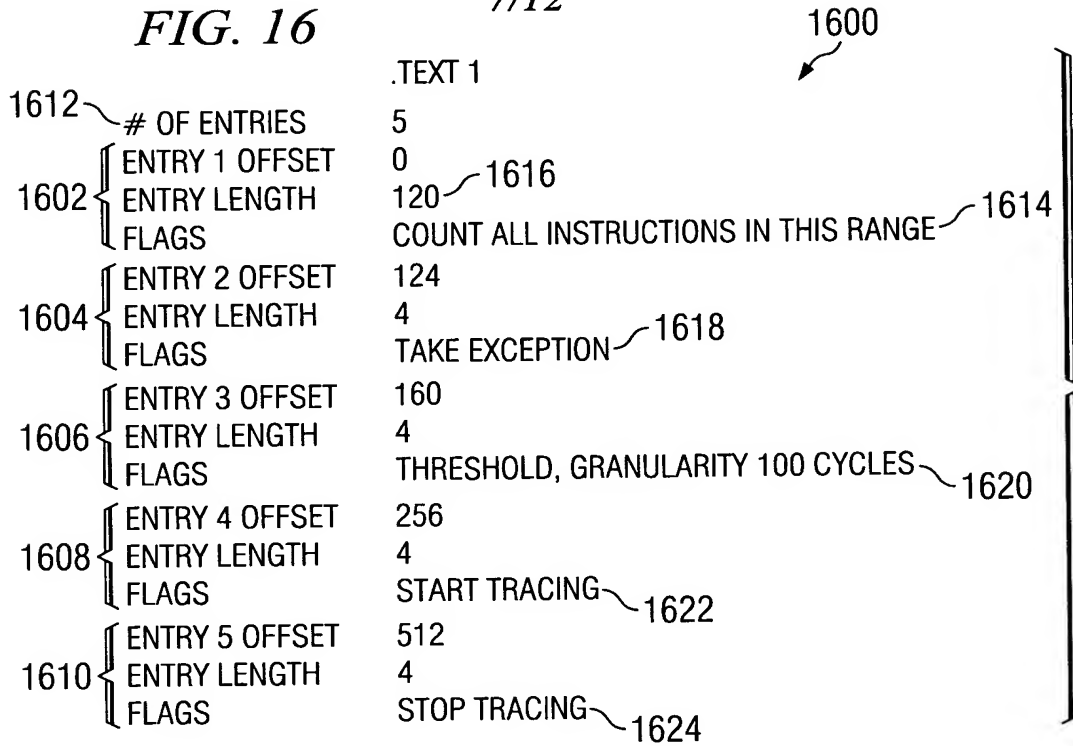 FIG. 16
7/12
1600
.TEXT 1
1612
# OF ENTRIES 5
1602
ENTRY 1 OFFSET 0
ENTRY LENGTH 120 1616
FLAGS COUNT ALL INSTRUCTIONS IN THIS RANGE 1614
1604
ENTRY 2 OFFSET 124
ENTRY LENGTH 4
FLAGS TAKE EXCEPTION 1618
1606
ENTRY 3 OFFSET 160
ENTRY LENGTH 4
FLAGS THRESHOLD, GRANULARITY 100 CYCLES 1620
1608
ENTRY 4 OFFSET 256
ENTRY LENGTH 4
FLAGS START TRACING 1622
1610
ENTRY 5 OFFSET 512
ENTRY LENGTH 4
FLAGS STOP TRACING 1624